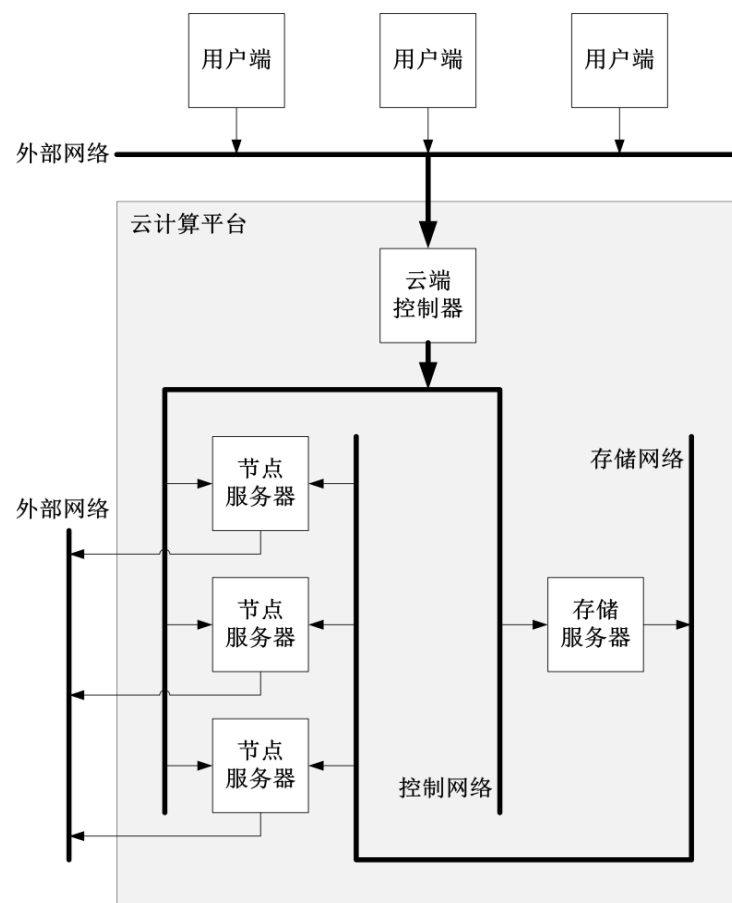 用户端
用户端
用户端
外部网络
云计算平台
云端
控制器
节点
服务器
存储网络
外部网络
节点
服务器
存储
服务器
节点
服务器
控制网络